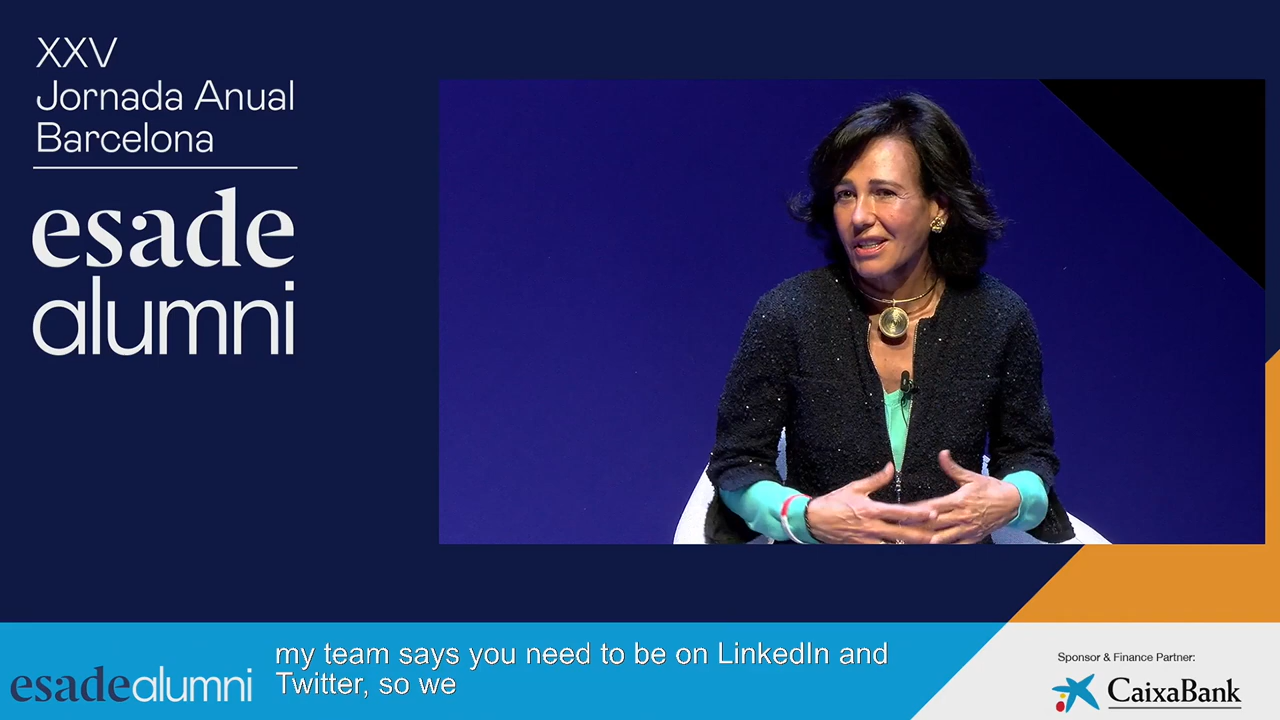 XXV
Jornada Anual
Barcelona
esade
alumni
my team says you need to be on LinkedIn and
Twitter, so we
esadealumni
Sponsor & Finance Partner:
CaixaBank